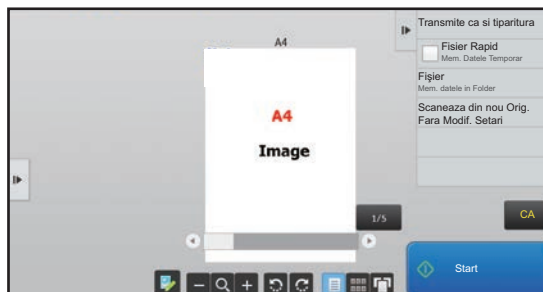 A4
Transmite ca si tiparitura
Fisier Rapid
Mem. Datele Temporar
Fişier
Mem. datele in Folder
Scaneaza din nou Orig.
Fara Modif. Setari
A4
Image
1/5
CA
Start